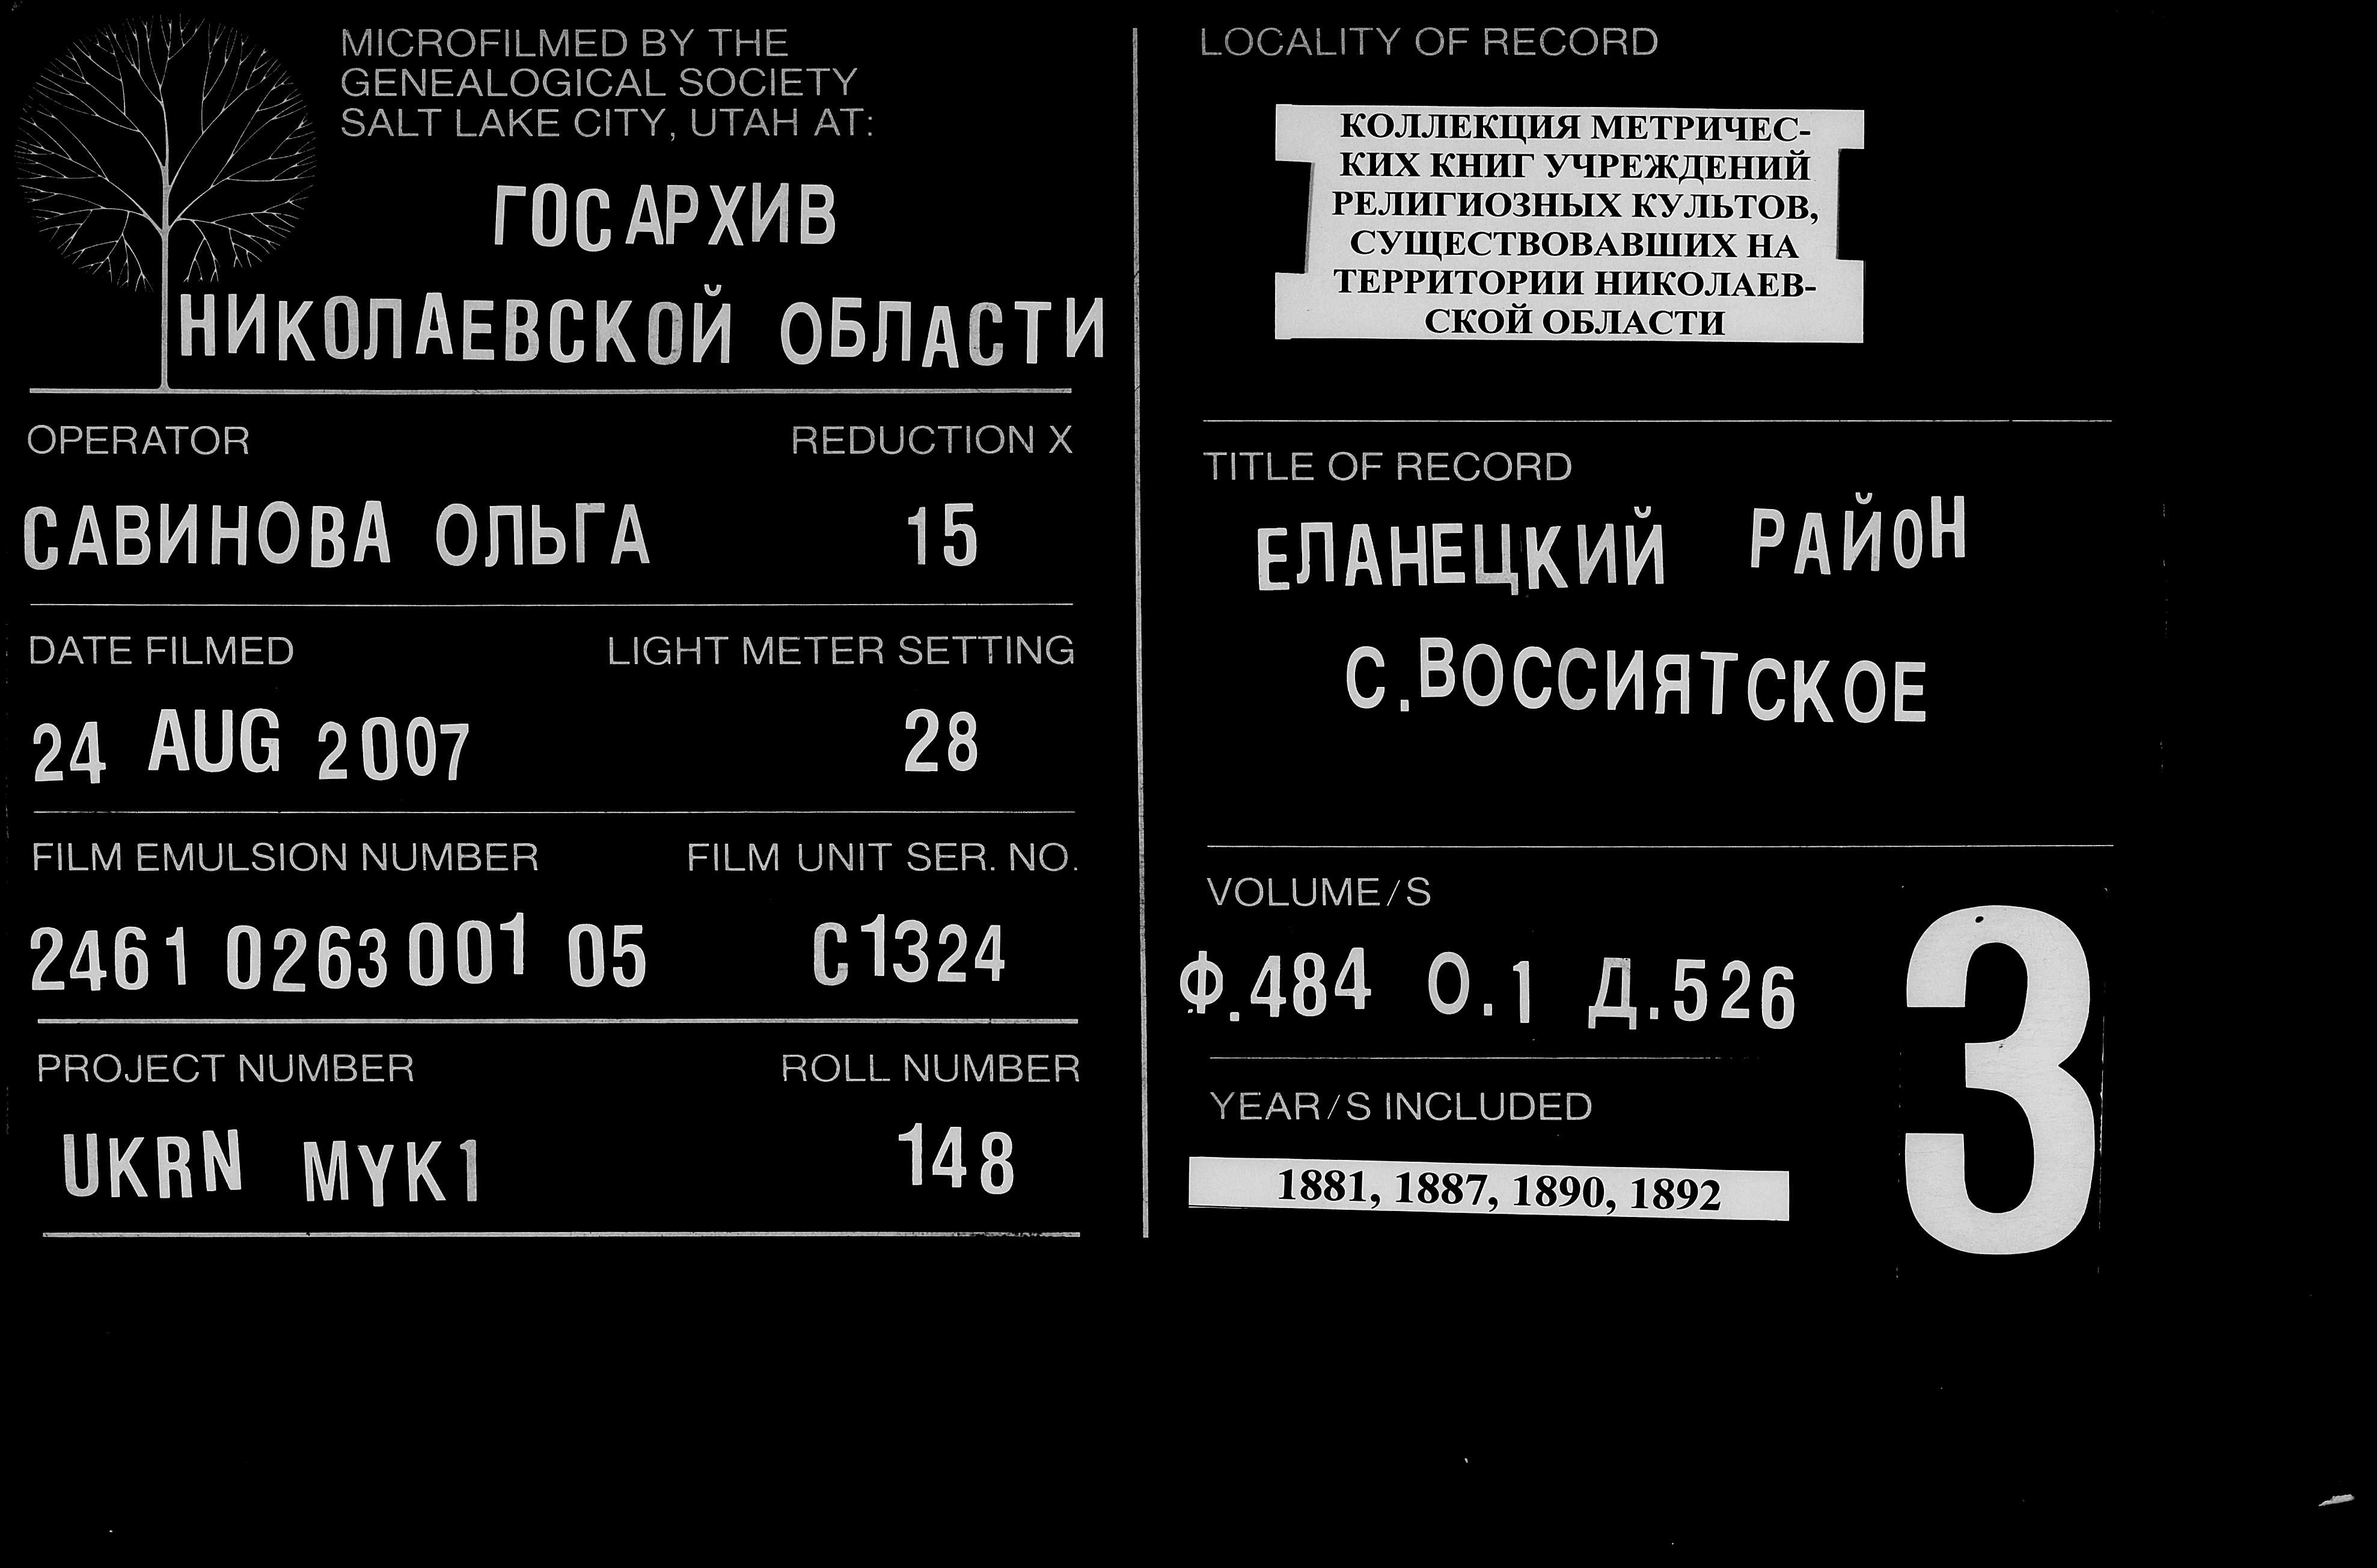 MICROFILMED BY THE
GENEALOGICAL SOCIETY
SALT LAKE CITY, UTAH AT:
ГОСАРХИВ
НИКОЛАЕВСКОЙ ОБЛАСТИ
OPERATOR REDUCTION X
САВИНОВА ОЛЬГА 15
DATE FILMED LIGHT METER SETTING
24 AUG 2007 28
FILM EMULSION NUMBER FILM UNIT SER. NO.
2461 0263 001 05 C1324
PROJECT NUMBER ROLL NUMBER
UKRN MYK1 148
LOCALITY OF RECORD
КОЛЛЕКЦИЯ МЕТРИЧЕС-
КИХ КНИГ УЧРЕЖДЕНИЙ
РЕЛИГИОЗНЫХ КУЛЬТОВ,
СУЩЕСТВОВАВШИХ НА
ТЕРРИТОРИИ НИКОЛАЕВ-
СКОЙ ОБЛАСТИ
TITLE OF RECORD
ЕЛАНЕЦКИЙ РАЙОН
С.ВОССИЯТСКОЕ
VOLUME/S
Ф.484 О.1 Д.526
YEAR/S INCLUDED
1881, 1887, 1890, 1892
3